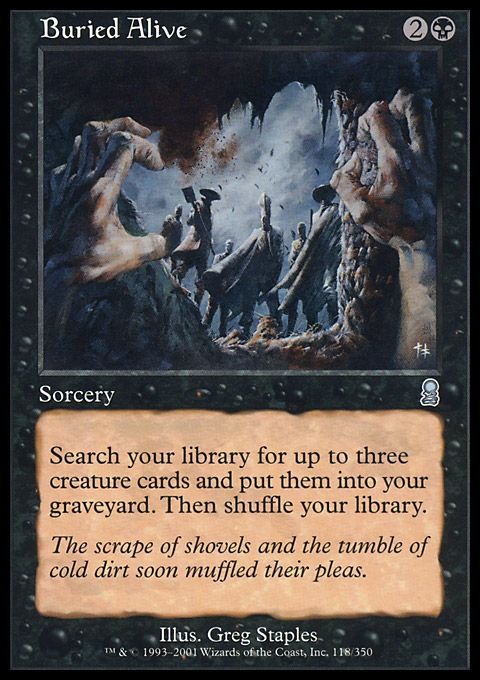 Buried Alive 2
Sorcery
Search your library for up to three
creature cards and put them into your
graveyard. Then shuffle your library.
The scrape of shovels and the tumble of
cold dirt soon muffled their pleas.
Illus. Greg Staples
™ & © 1993–2001 Wizards of the Coast, Inc. 118/350